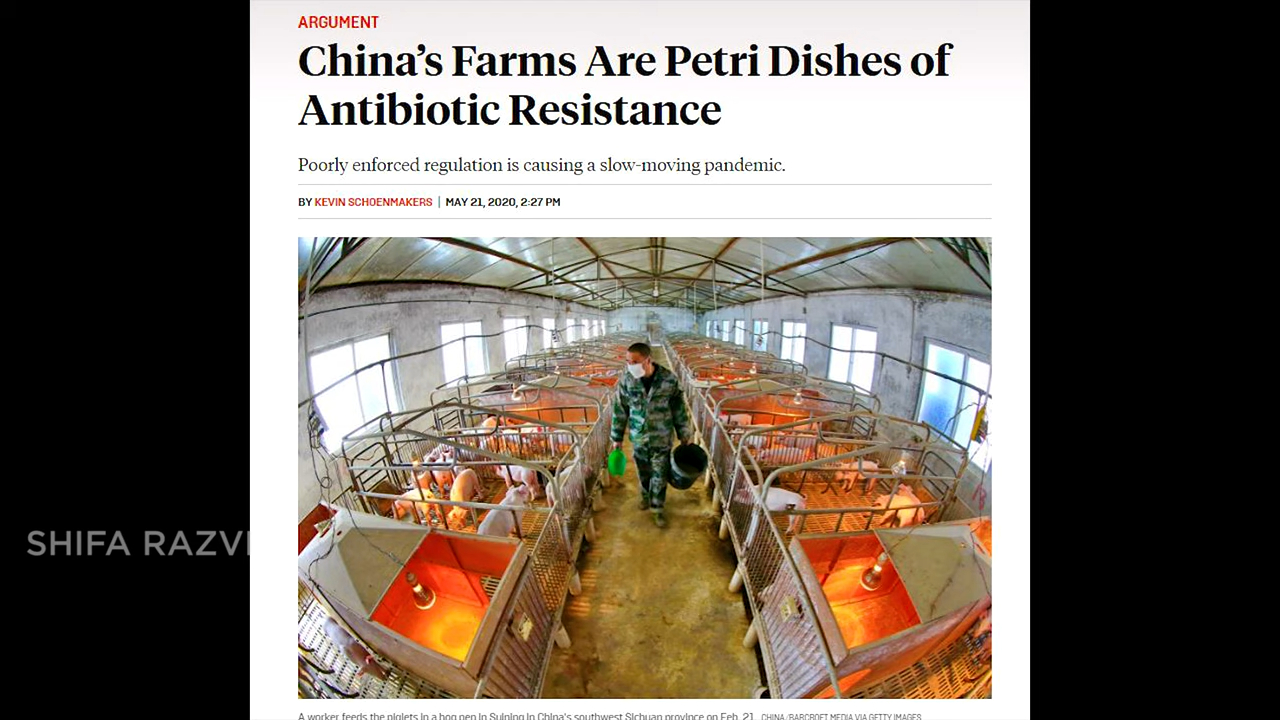 ARGUMENT
China's Farms Are Petri Dishes of
Antibiotic Resistance
Poorly enforced regulation is causing a slow-moving pandemic.
BY KEVIN SCHOENMAKERS | MAY 21, 2020, 2:27 PM
SHIFA RAZVI
A worker feeds the piglets in a hog pen in Suining in China's southwest Sichuan province on Feb. 21. CHINA/BARCROFT MEDIA VIA GETTY IMAGES